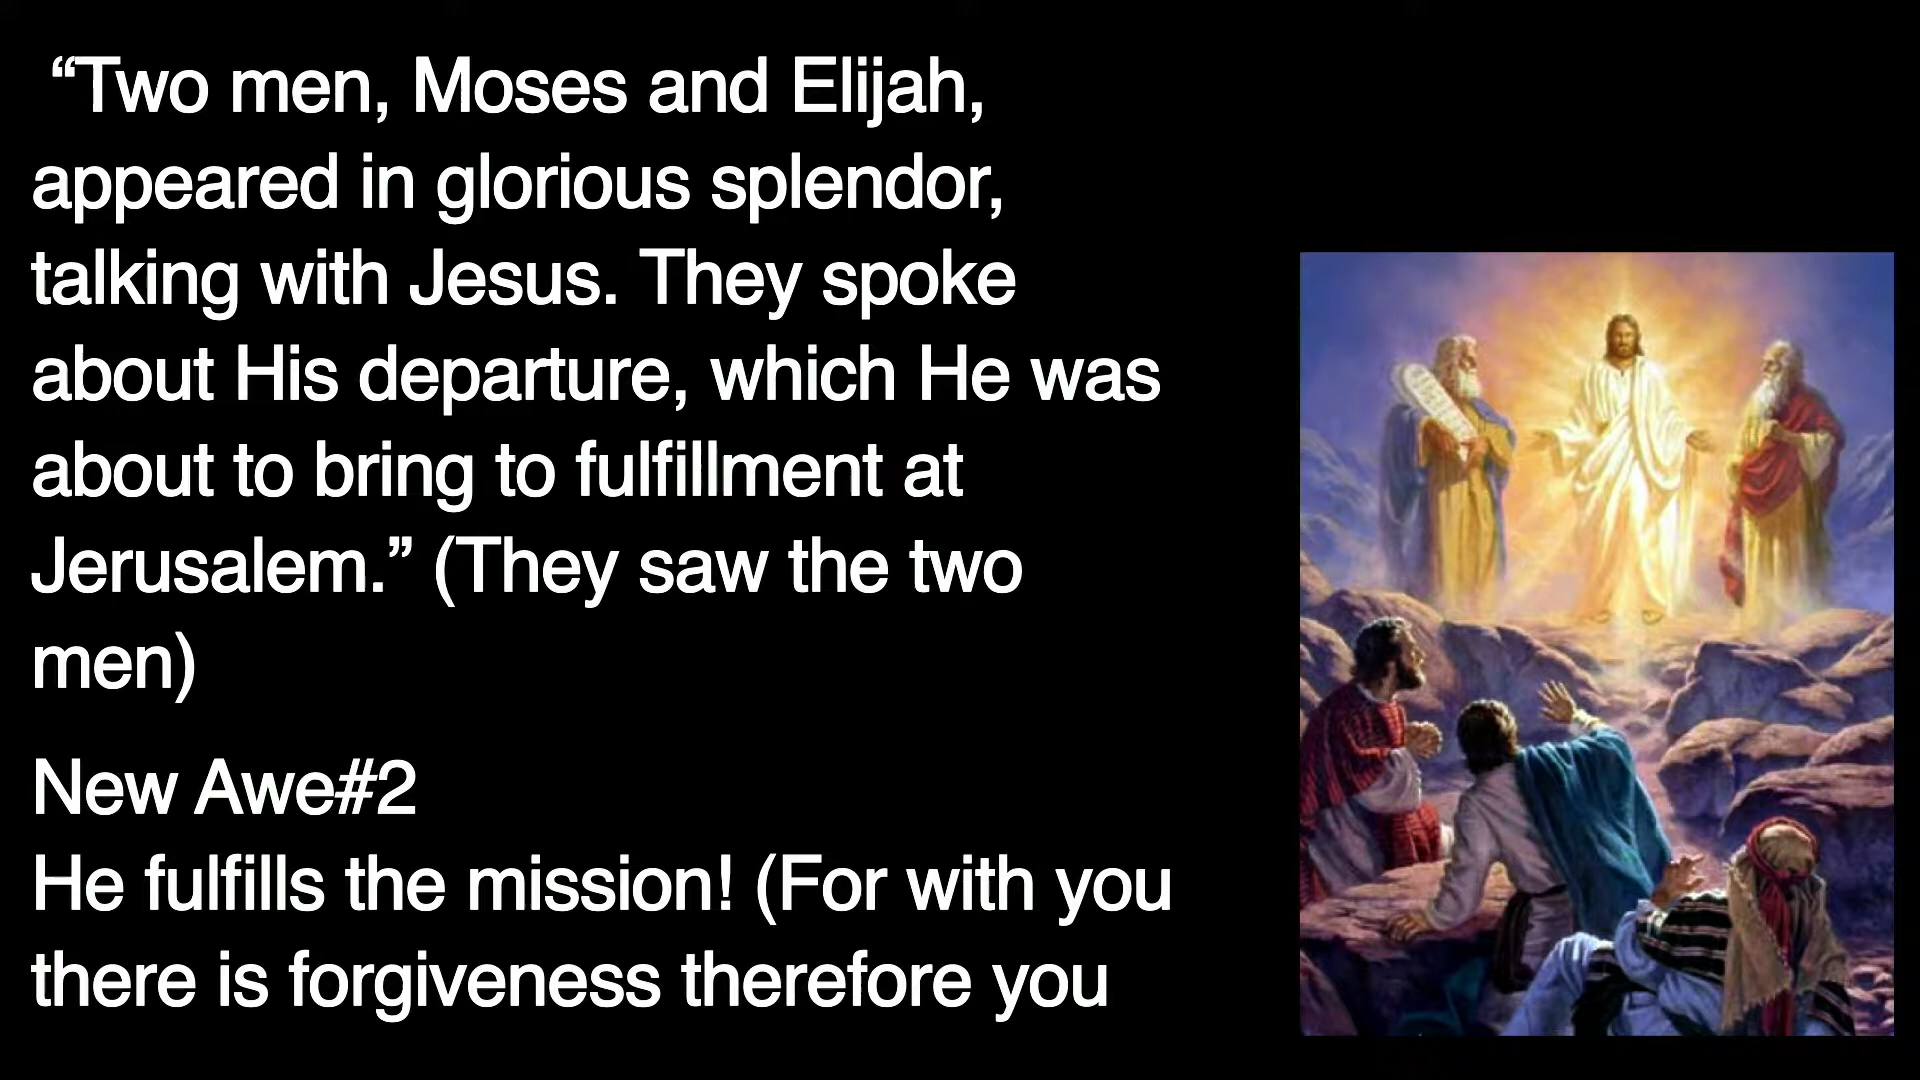 “Two men, Moses and Elijah,
appeared in glorious splendor,
talking with Jesus. They spoke
about His departure, which He was
about to bring to fulfillment at
Jerusalem.” (They saw the two
men)
New Awe#2
He fulfills the mission! (For with you
there is forgiveness therefore you